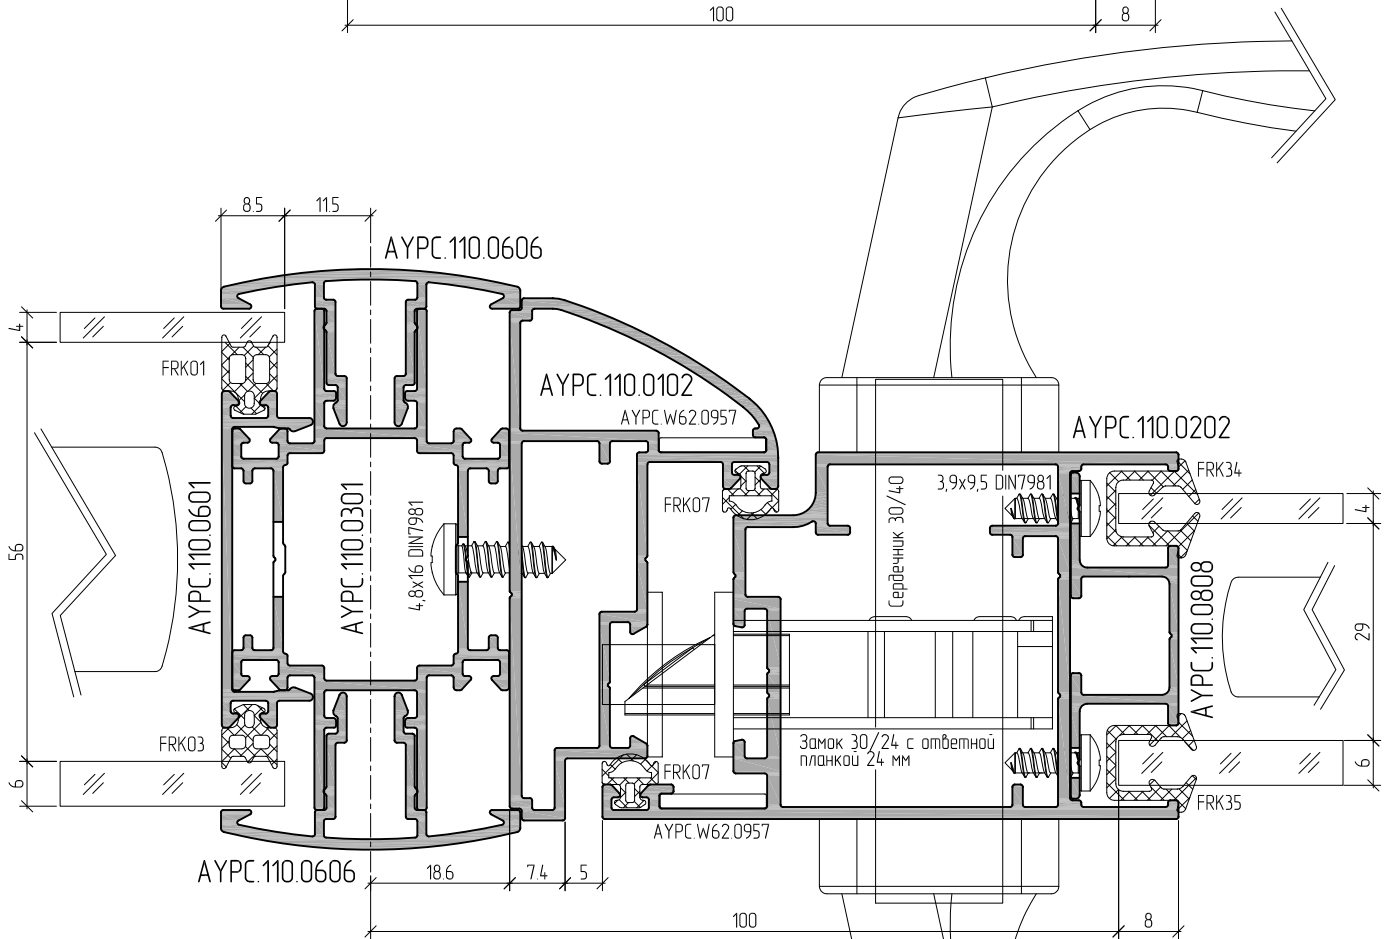 100
8
8.5
11.5
AYPC.110.0606
4
FRK01
AYPC.110.0102
AYPC.W62.0957
AYPC.110.0202
FRK34
3,9x9,5 DIN7981
Сердечник 30/40
FRK07
4
56
AYPC.110.0601
AYPC.110.0301
4,8x16 DIN7981
AYPC.110.0808
29
FRK03
Замок 30/24 с ответной
планкой 24 мм
FRK07
6
6
FRK35
AYPC.W62.0957
AYPC.110.0606
18.6
7.4
5
100
8